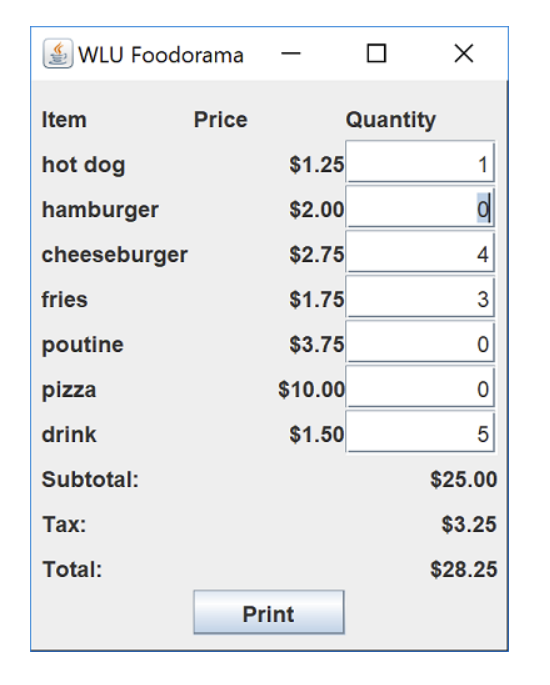 WLU Foodorama
Item Price Quantity
hot dog $1.25 1
hamburger $2.00 0
cheeseburger $2.75 4
fries $1.75 3
poutine $3.75 0
pizza $10.00 0
drink $1.50 5
Subtotal: $25.00
Tax: $3.25
Total: $28.25
Print